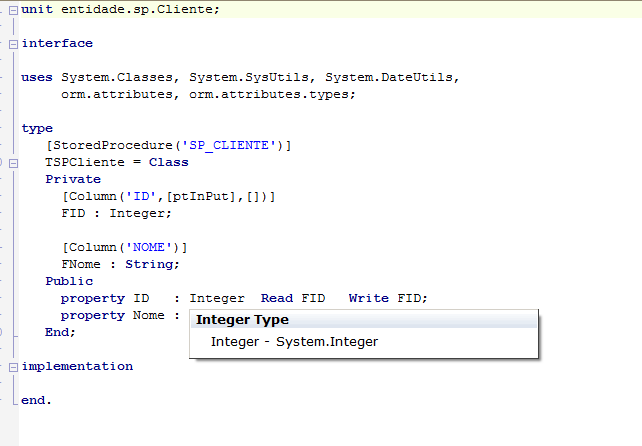 unit entidade.sp.Cliente;
interface
uses System.Classes, System.SysUtils, System.DateUtils,
orm.attributes, orm.attributes.types;
type
[StoredProcedure('SP_CLIENTE')]
TSPCliente = Class
Private
[Column('ID',[ptInPut],[])]
FID : Integer;
[Column('NOME')]
FNome : String;
Public
property ID   : Integer  Read FID   Write FID;
property Nome :
Integer Type
Integer - System.Integer
End;
implementation
end.